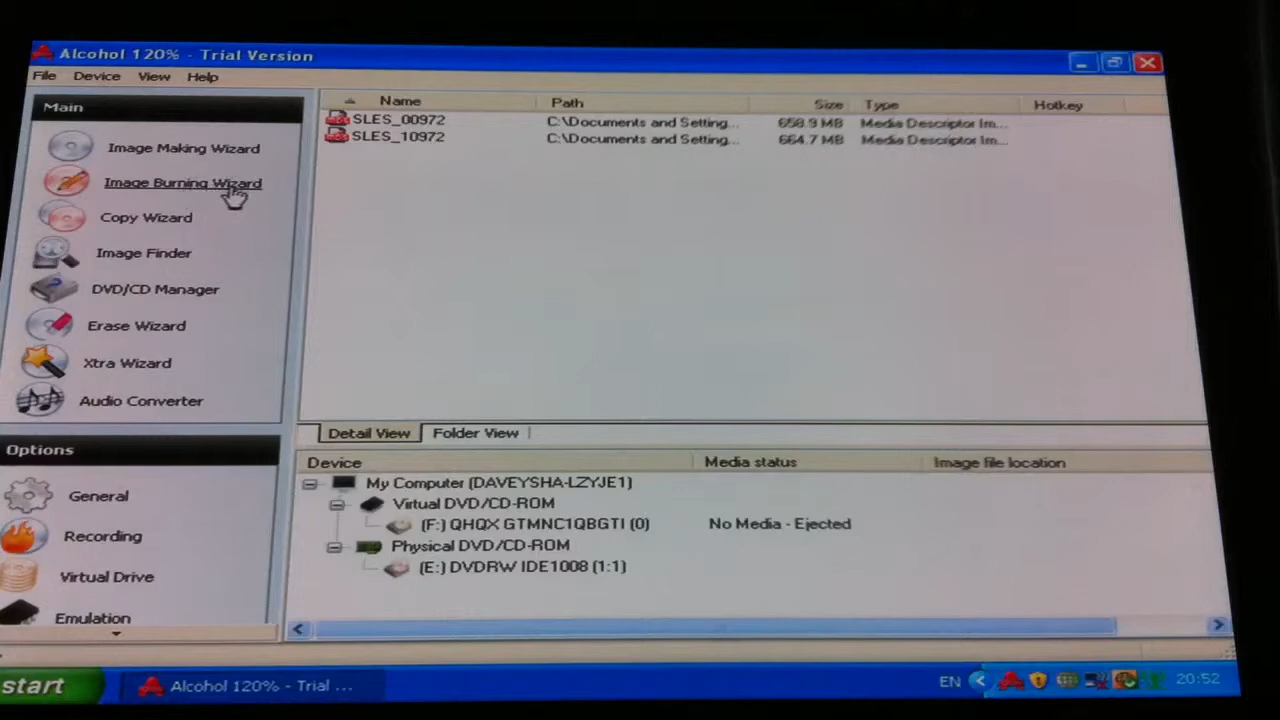 Alcohol 120% - Trial Version
File Device View Help
Main
Image Making Wizard
Image Burning Wizard
Copy Wizard
Image Finder
DVD/CD Manager
Erase Wizard
Xtra Wizard
Audio Converter
Options
General
Recording
Virtual Drive
Emulation
Name Path Size Type Hotkey
SLES_00972 C:\Documents and Setting... 658.9 MB Media Descriptor Im...
SLES_10972 C:\Documents and Setting... 664.7 MB Media Descriptor Im...
Detail View Folder View
Device Media status Image file location
My Computer (DAVEYSHA-LZYJE1)
Virtual DVD/CD-ROM
(F:) QHQX GTMNC1QBGTI (0) No Media - Ejected
Physical DVD/CD-ROM
(E:) DVDRW IDE1008 (1:1)
start Alcohol 120% - Trial ... EN 20:52